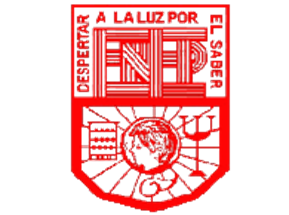 DESPERTAR
A LA LUZ POR
EL SABER
ENP